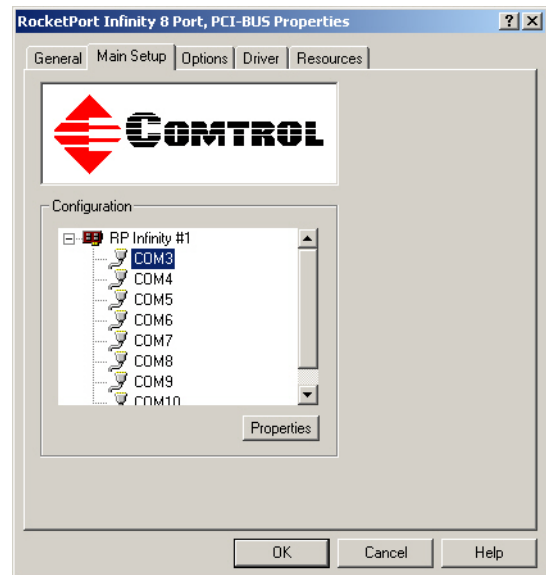 RocketPort Infinity 8 Port, PCI-BUS Properties
General Main Setup Options Driver Resources
COMTROL
Configuration
RP Infinity #1
COM3
COM4
COM5
COM6
COM7
COM8
COM9
COM10
Properties
OK Cancel Help